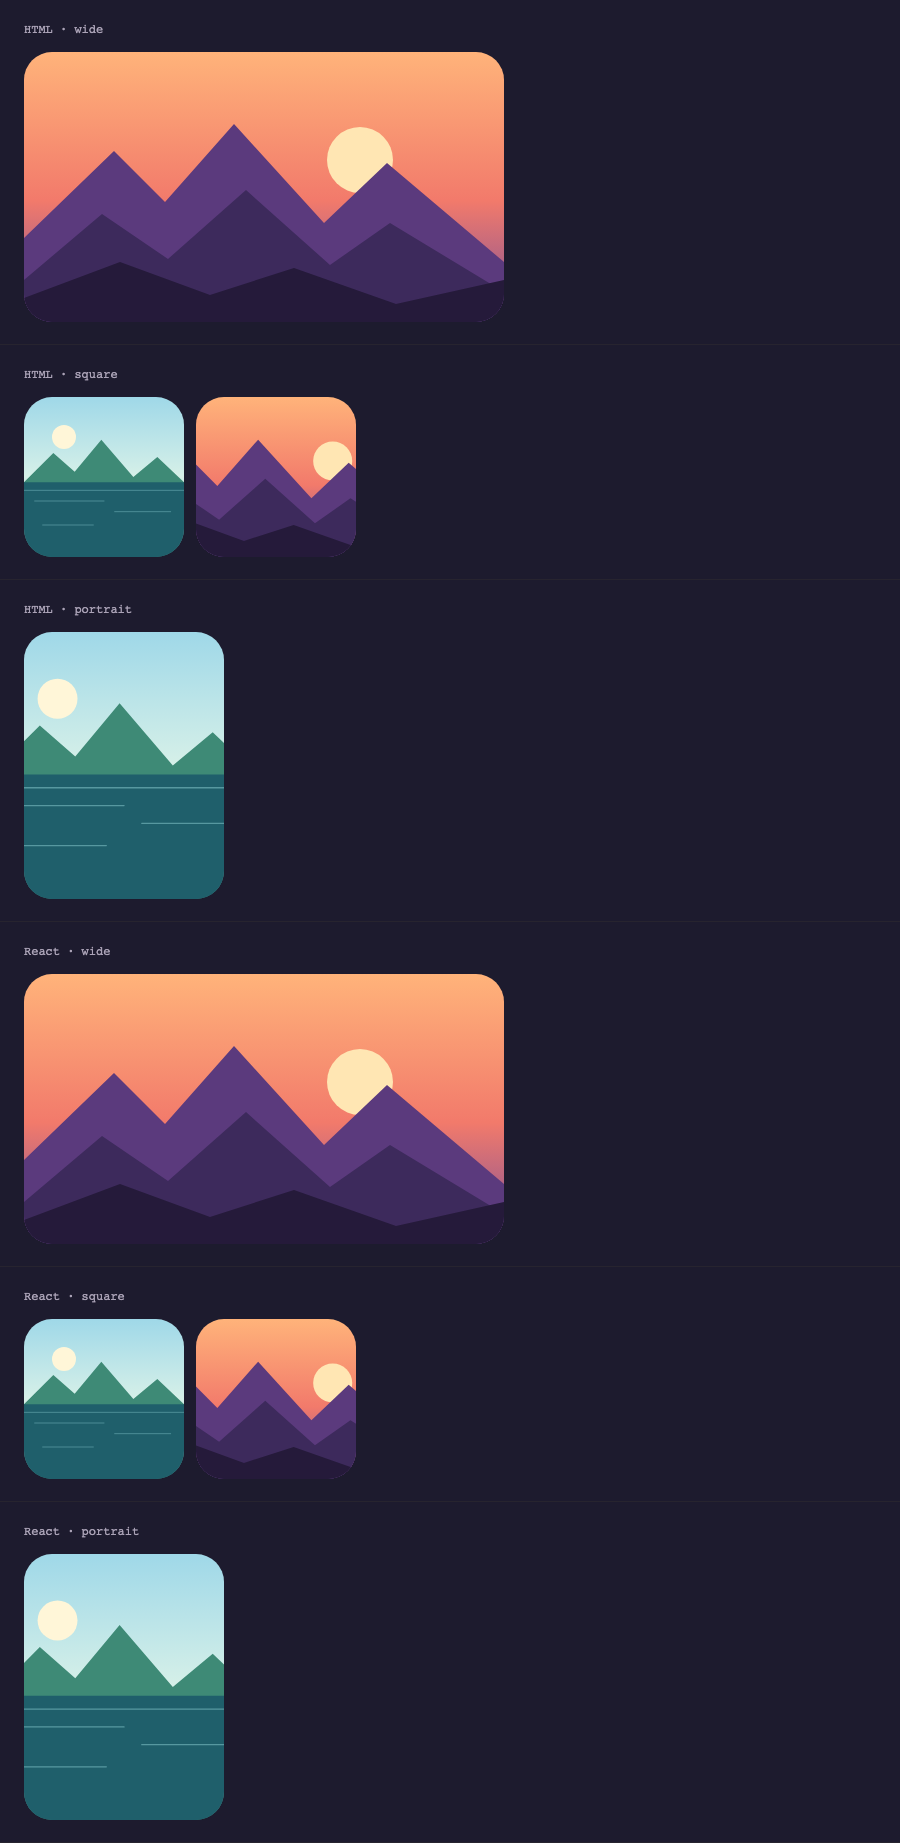 HTML · wide
HTML · square
HTML · portrait
React · wide
React · square
React · portrait